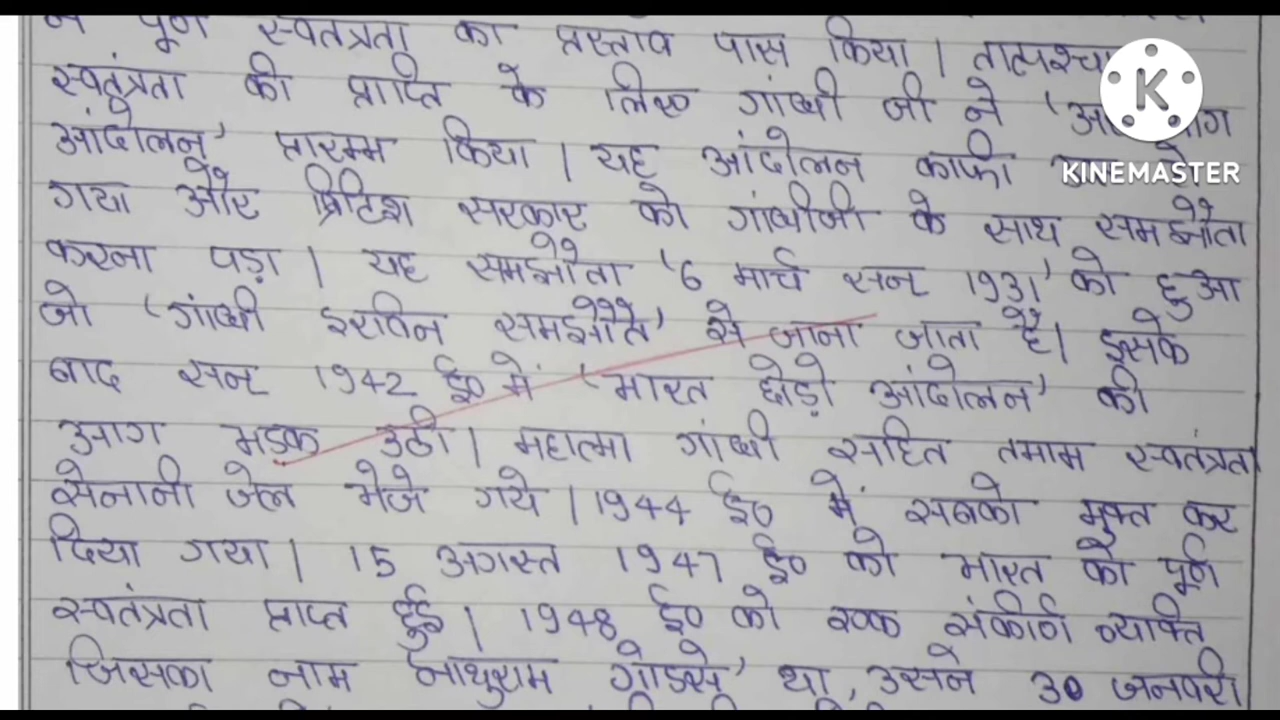 ने पूर्ण स्वतंत्रता का प्रस्ताव पास किया। तात्पश्चा
स्वतंत्रता की प्राप्ति के लिए गांधी जी ने
आंदोलन' प्रारम्भ किया। यह आंदोलन काफी
गया और ब्रिटिश सरकार को गांधीजी के साथ समझौता
करना पड़ा। यह समझौता '6 मार्च सन् 1931' को हुआ
जो 'गांधी इरविन समझौते' से जाना जाता है। इसके
बाद सन् 1942 ई० में 'भारत छोड़ो आंदोलन' की
आग भड़क उठी। महात्मा गांधी सहित तमाम स्वतंत्रता
सेनानी जेल भेजे गये। 1944 ई० में सबको मुक्त कर
दिया गया। 15 अगस्त 1947 ई० को भारत को पूर्ण
स्वतंत्रता प्राप्त हुई। 1948 ई० को एक संकीर्ण व्यक्ति
जिसका नाम नाथुराम गोडसे' था, उसने 30 जनवरी
K
KINEMASTER